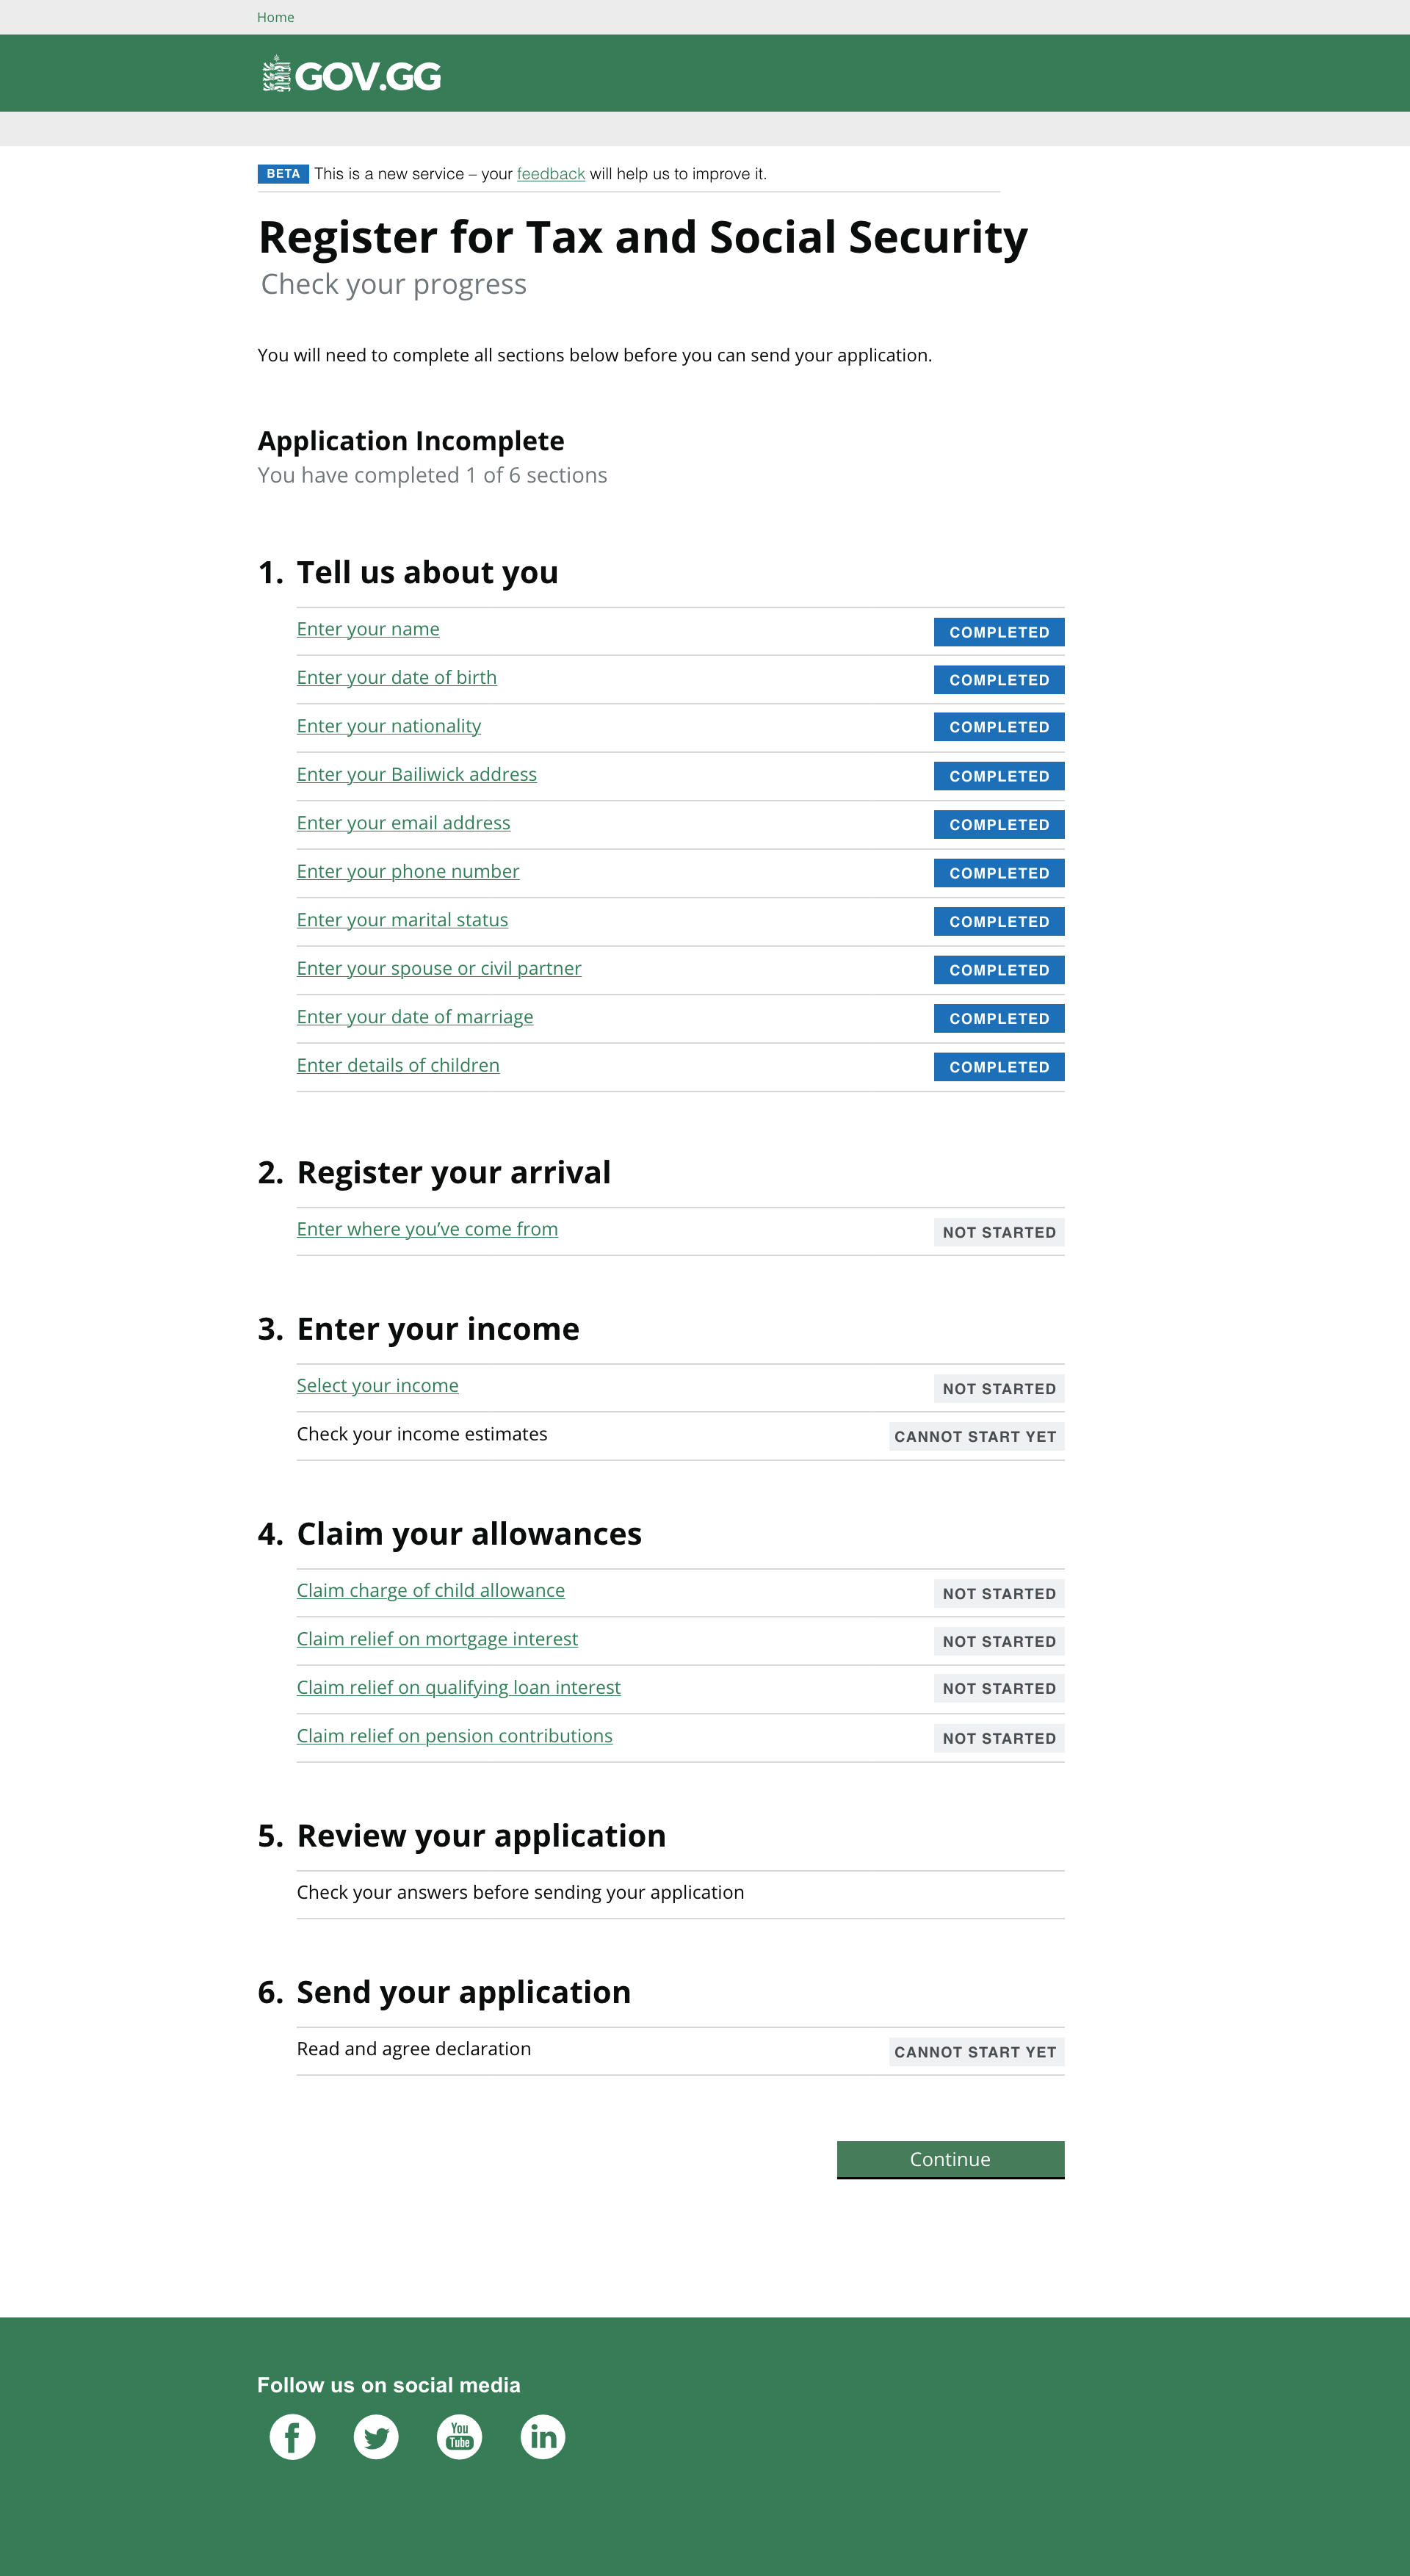 Home
GOV.GG
BETA This is a new service – your feedback will help us to improve it.
Register for Tax and Social Security
Check your progress
You will need to complete all sections below before you can send your application.
Application Incomplete
You have completed 1 of 6 sections
1. Tell us about you
Enter your name COMPLETED
Enter your date of birth COMPLETED
Enter your nationality COMPLETED
Enter your Bailiwick address COMPLETED
Enter your email address COMPLETED
Enter your phone number COMPLETED
Enter your marital status COMPLETED
Enter your spouse or civil partner COMPLETED
Enter your date of marriage COMPLETED
Enter details of children COMPLETED
2. Register your arrival
Enter where you’ve come from NOT STARTED
3. Enter your income
Select your income NOT STARTED
Check your income estimates CANNOT START YET
4. Claim your allowances
Claim charge of child allowance NOT STARTED
Claim relief on mortgage interest NOT STARTED
Claim relief on qualifying loan interest NOT STARTED
Claim relief on pension contributions NOT STARTED
5. Review your application
Check your answers before sending your application
6. Send your application
Read and agree declaration CANNOT START YET
Continue
Follow us on social media
You
Tube
in